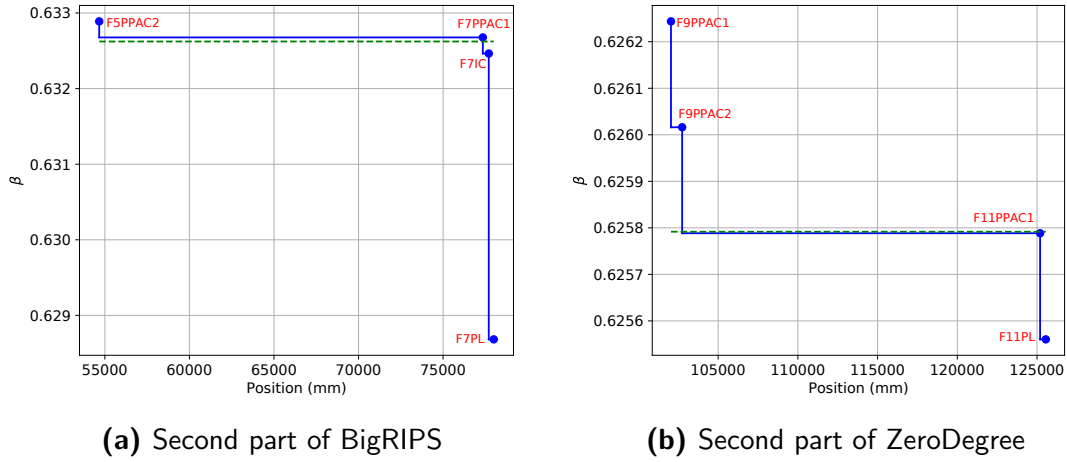 0.633
0.632
0.631
0.630
0.629
β
F5PPAC2
F7PPAC1
F7IC
F7PL
55000 60000 65000 70000 75000
Position (mm)
(a) Second part of BigRIPS
0.6262
0.6261
0.6260
0.6259
0.6258
0.6257
0.6256
β
F9PPAC1
F9PPAC2
F11PPAC1
F11PL
105000 110000 115000 120000 125000
Position (mm)
(b) Second part of ZeroDegree